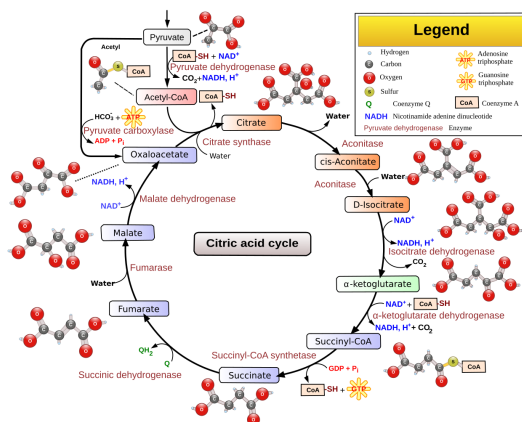 Pyruvate
Acetyl
CoA-SH + NAD⁺
Pyruvate dehydrogenase
CO₂+NADH, H⁺
S
CoA
Acetyl-CoA
CoA-SH
HCO₃⁻ + ATP
Pyruvate carboxylase
ADP + Pᵢ
Citrate synthase
Water
Oxaloacetate
Citrate
Water
Aconitase
cis-Aconitate
Water
Aconitase
D-Isocitrate
NAD⁺
NADH, H⁺
Isocitrate dehydrogenase
CO₂
α-ketoglutarate
NAD⁺ + CoA-SH
α-ketoglutarate dehydrogenase
NADH, H⁺ + CO₂
Succinyl-CoA
S
CoA
Succinyl-CoA synthetase
GDP + Pᵢ
CoA-SH + GTP
Succinate
QH₂
Q
Succinic dehydrogenase
Fumarate
Water
Fumarase
Malate
NAD⁺
Malate dehydrogenase
NADH, H⁺
Citric acid cycle
Legend
Hydrogen
C Carbon
O Oxygen
S Sulfur
Q Coenzyme Q
NADH Nicotinamide adenine dinucleotide
Pyruvate dehydrogenase Enzyme
ATP Adenosine
triphosphate
GTP Guanosine
triphosphate
CoA Coenzyme A